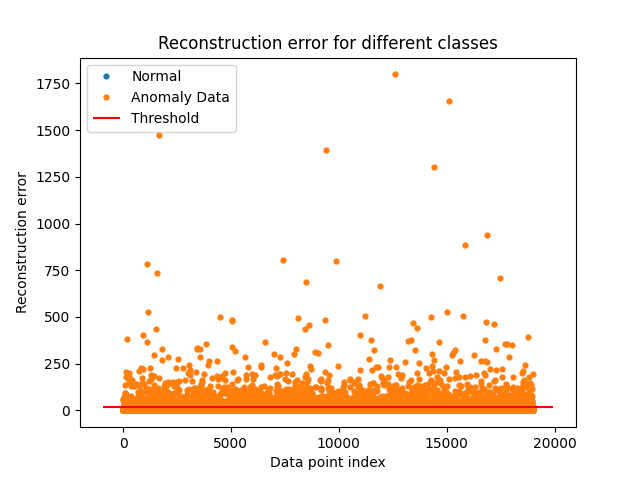 Reconstruction error for different classes
Normal
Anomaly Data
Threshold
Reconstruction error
1750
1500
1250
1000
750
500
250
0
0 5000 10000 15000 20000
Data point index